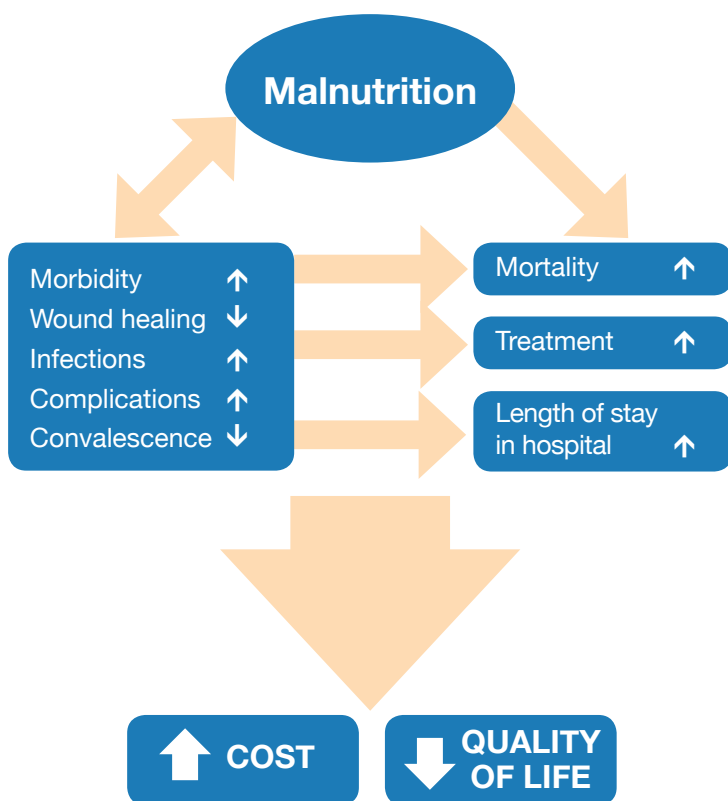 Malnutrition
Morbidity ↑
Wound healing ↓
Infections ↑
Complications ↑
Convalescence ↓
Mortality ↑
Treatment ↑
Length of stay
in hospital ↑
↑ COST
↓ QUALITY
OF LIFE